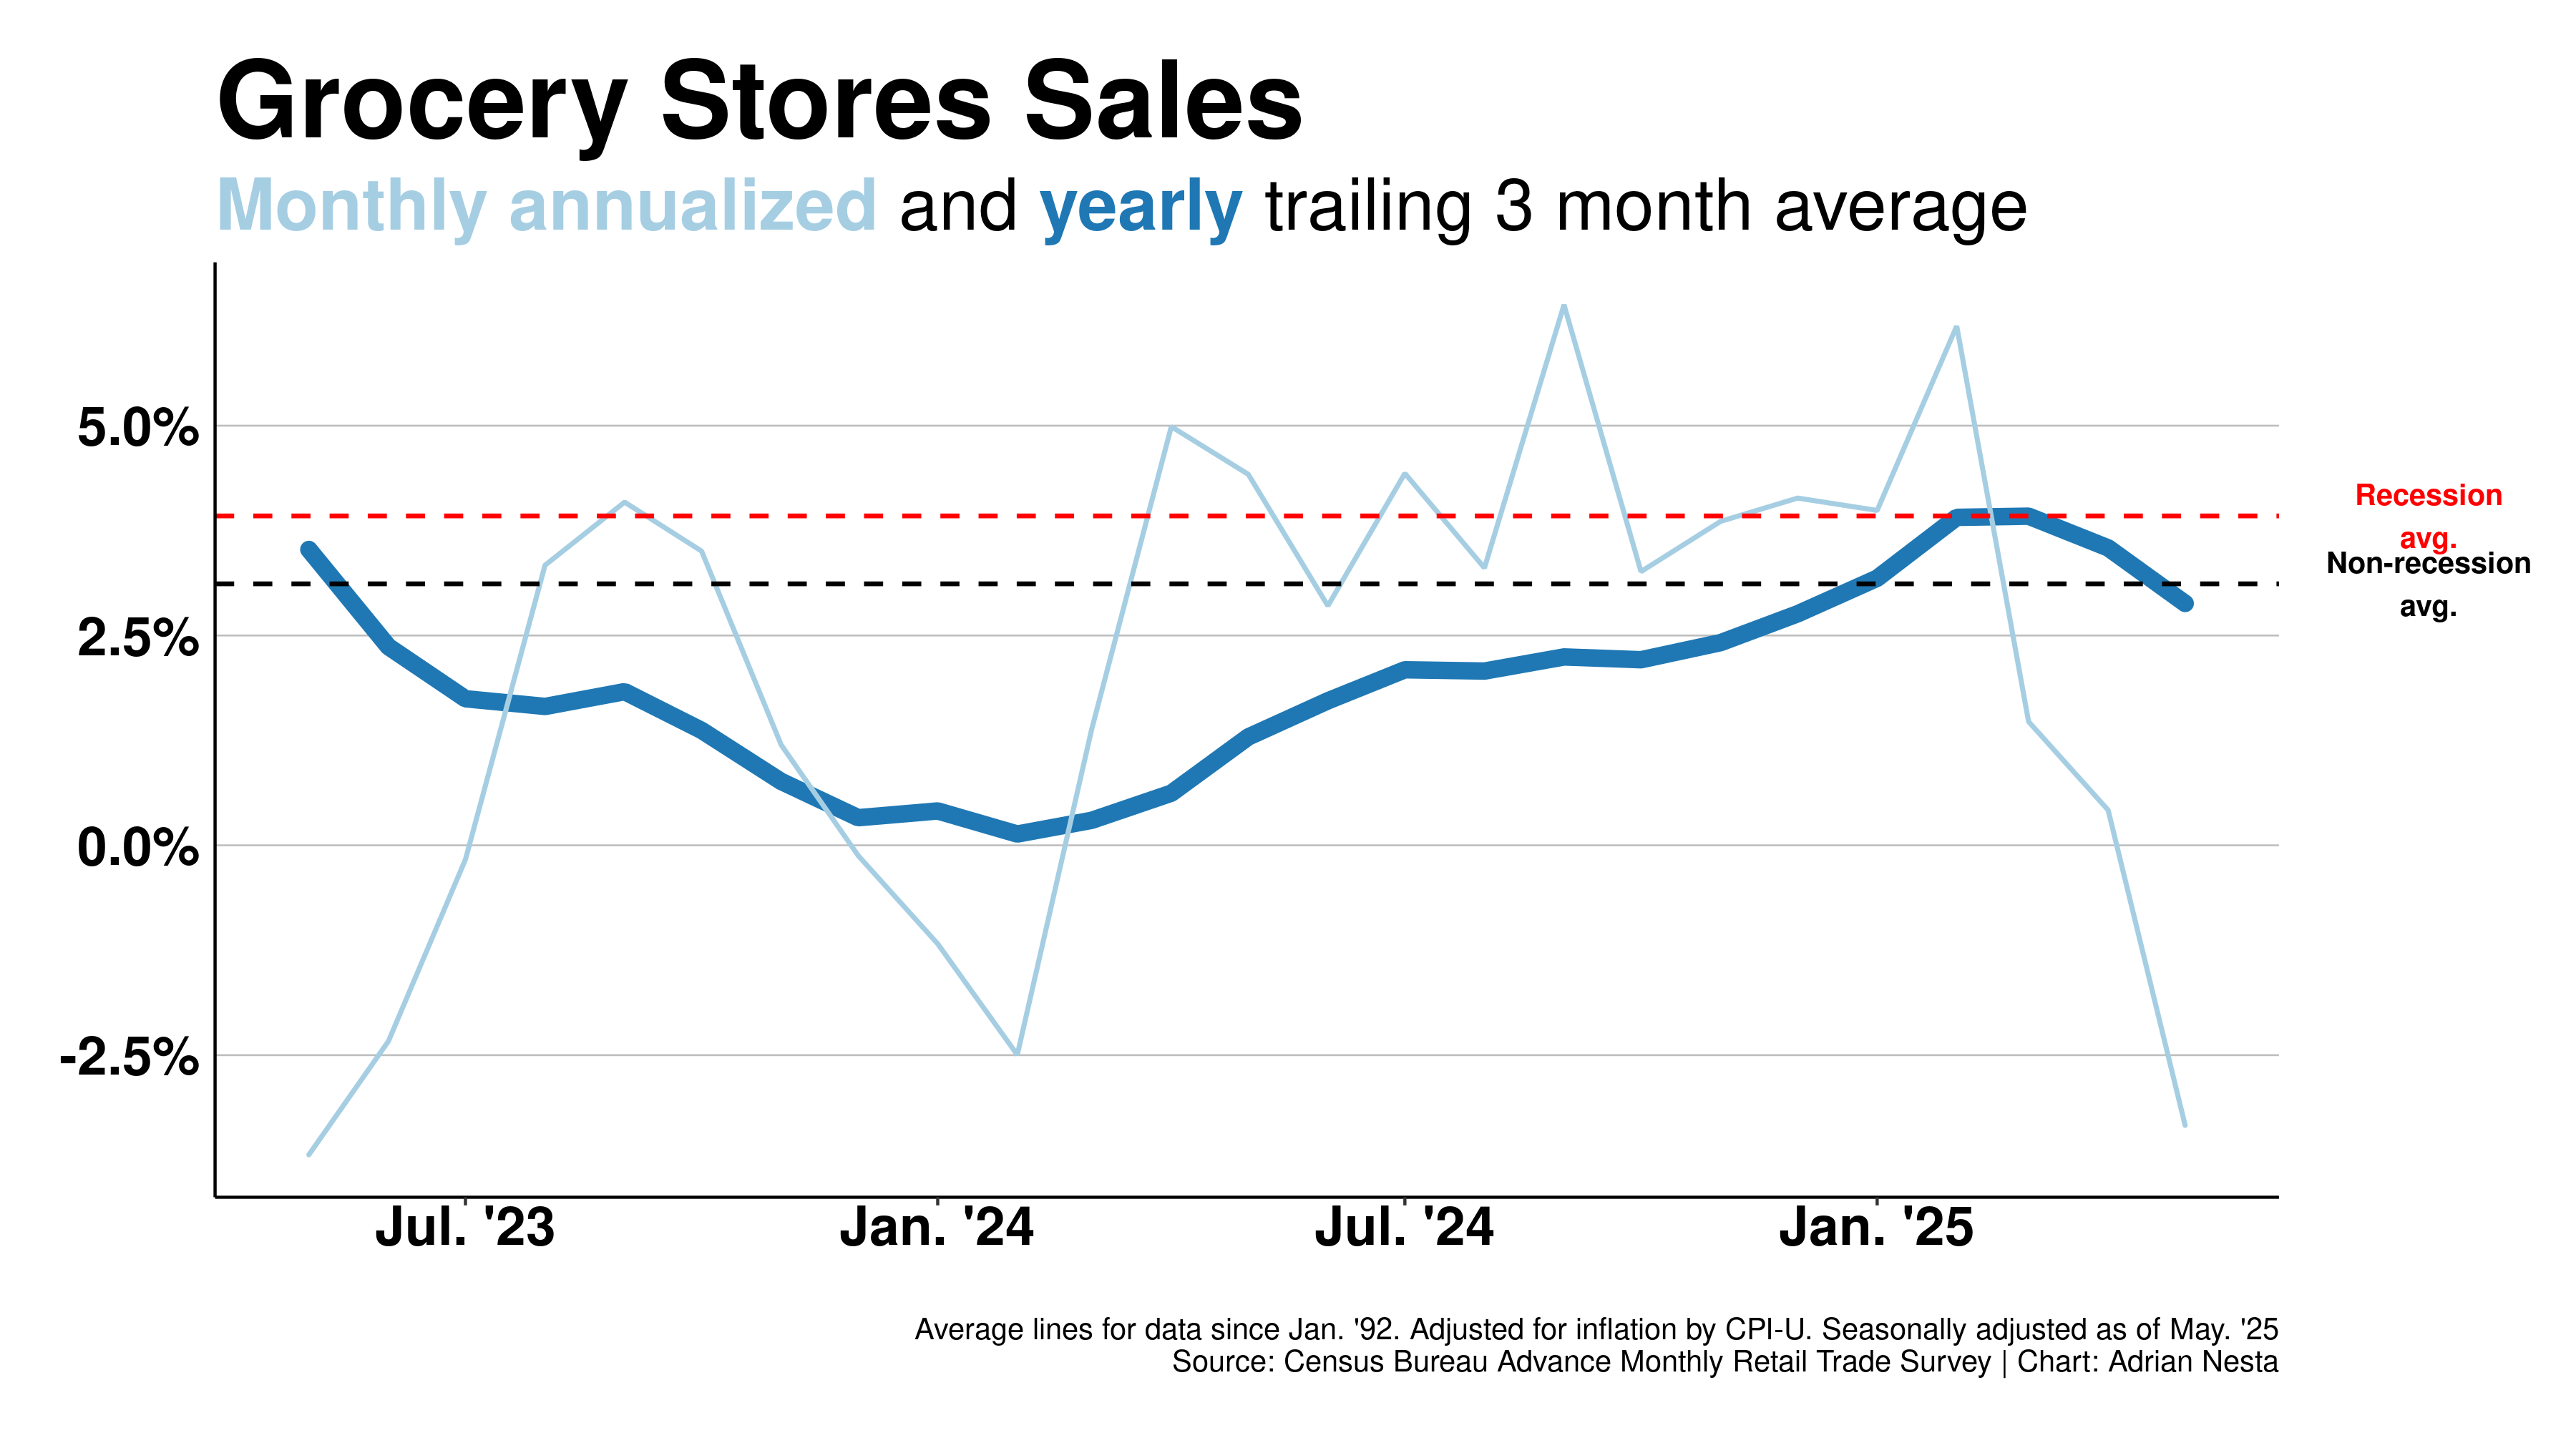 Grocery Stores Sales
Monthly annualized and yearly trailing 3 month average
5.0%
2.5%
0.0%
-2.5%
Recession
avg.
Non-recession
avg.
Jul. '23
Jan. '24
Jul. '24
Jan. '25
Average lines for data since Jan. '92. Adjusted for inflation by CPI-U. Seasonally adjusted as of May. '25
Source: Census Bureau Advance Monthly Retail Trade Survey | Chart: Adrian Nesta